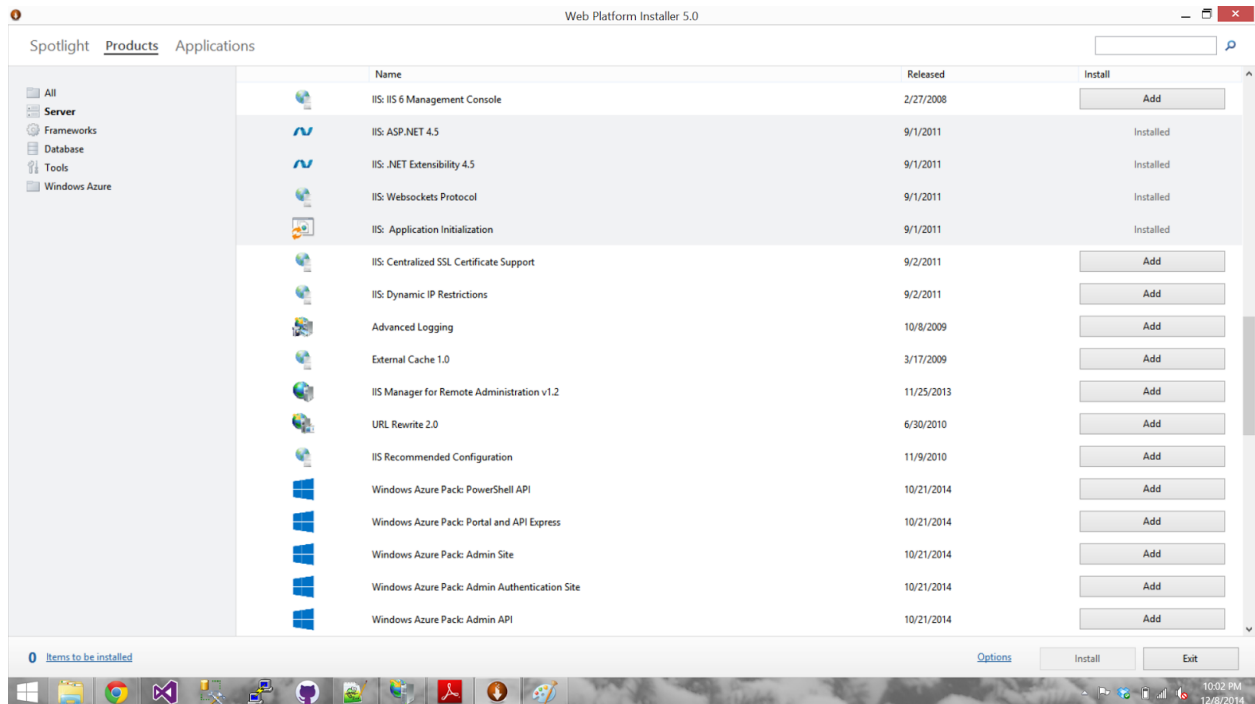 Web Platform Installer 5.0
Spotlight Products Applications
All
Server
Frameworks
Database
Tools
Windows Azure
Name Released Install
IIS: IIS 6 Management Console 2/27/2008 Add
IIS: ASP.NET 4.5 9/1/2011 Installed
IIS: .NET Extensibility 4.5 9/1/2011 Installed
IIS: Websockets Protocol 9/1/2011 Installed
IIS: Application Initialization 9/1/2011 Installed
IIS: Centralized SSL Certificate Support 9/2/2011 Add
IIS: Dynamic IP Restrictions 9/2/2011 Add
Advanced Logging 10/8/2009 Add
External Cache 1.0 3/17/2009 Add
IIS Manager for Remote Administration v1.2 11/25/2013 Add
URL Rewrite 2.0 6/30/2010 Add
IIS Recommended Configuration 11/9/2010 Add
Windows Azure Pack: PowerShell API 10/21/2014 Add
Windows Azure Pack: Portal and API Express 10/21/2014 Add
Windows Azure Pack: Admin Site 10/21/2014 Add
Windows Azure Pack: Admin Authentication Site 10/21/2014 Add
Windows Azure Pack: Admin API 10/21/2014 Add
0 Items to be installed Options Install Exit
10:02 PM
12/8/2014